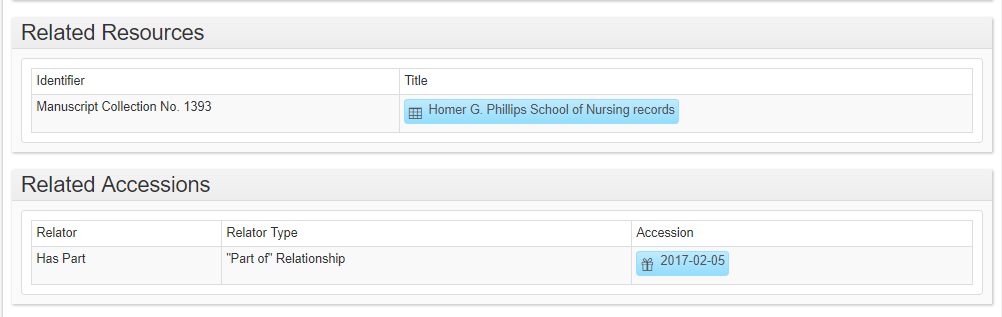 Related Resources
Identifier Title
Manuscript Collection No. 1393 Homer G. Phillips School of Nursing records
Related Accessions
Relator Relator Type Accession
Has Part "Part of" Relationship 2017-02-05